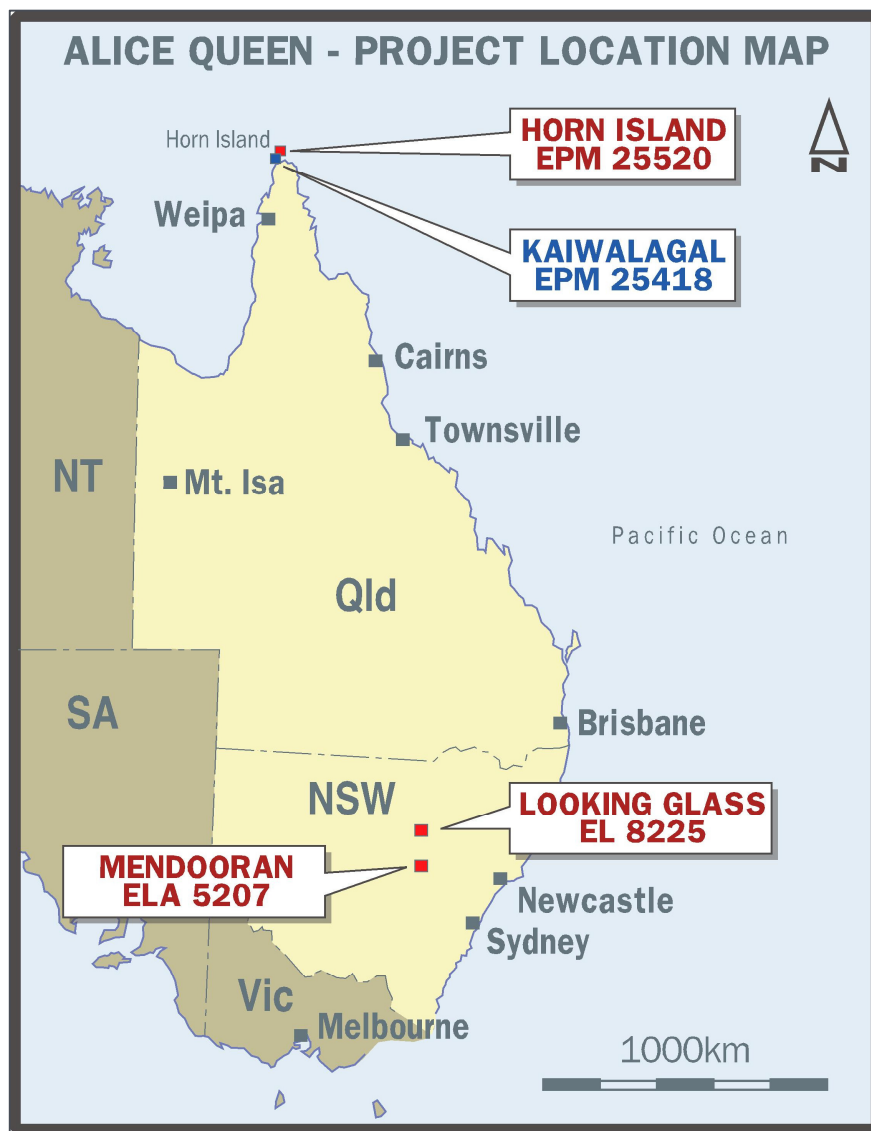 ALICE QUEEN - PROJECT LOCATION MAP
Horn Island
HORN ISLAND
EPM 25520
N
Weipa
KAIWALAGAL
EPM 25418
Cairns
Townsville
NT
Mt. Isa
Pacific Ocean
Qld
SA
Brisbane
NSW
LOOKING GLASS
EL 8225
MENDOORAN
ELA 5207
Newcastle
Sydney
Vic
Melbourne
1000km